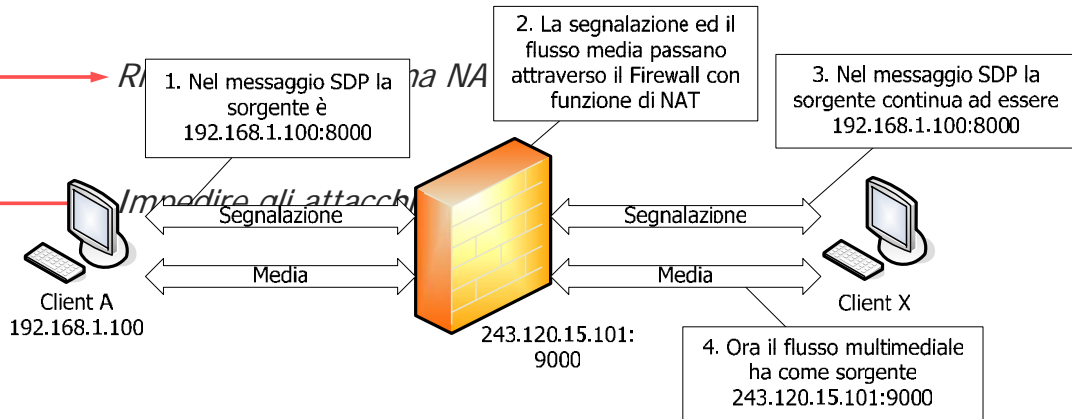 2. La segnalazione ed il
flusso media passano
attraverso il Firewall con
funzione di NAT
1. Nel messaggio SDP la
sorgente è
192.168.1.100:8000
3. Nel messaggio SDP la
sorgente continua ad essere
192.168.1.100:8000
Impedire gli attacchi
Segnalazione
Segnalazione
Media
Media
Client A
192.168.1.100
243.120.15.101:
9000
Client X
4. Ora il flusso multimediale
ha come sorgente
243.120.15.101:9000